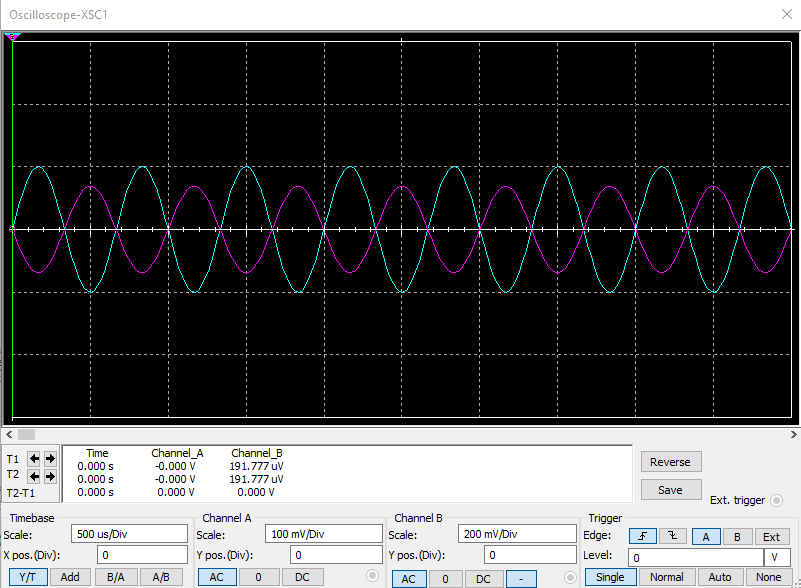 Oscilloscope-XSC1
Time Channel_A Channel_B
T1 0.000 s -0.000 V 191.777 uV
T2 0.000 s -0.000 V 191.777 uV
T2-T1 0.000 s 0.000 V 0.000 V
Reverse
Save
Ext. trigger
Timebase Channel A Channel B Trigger
Scale: 500 us/Div Scale: 100 mV/Div Scale: 200 mV/Div Edge: A B Ext
X pos.(Div): 0 Y pos.(Div): 0 Y pos.(Div): 0 Level: 0 V
Y/T Add B/A A/B AC 0 DC AC 0 DC - Single Normal Auto None